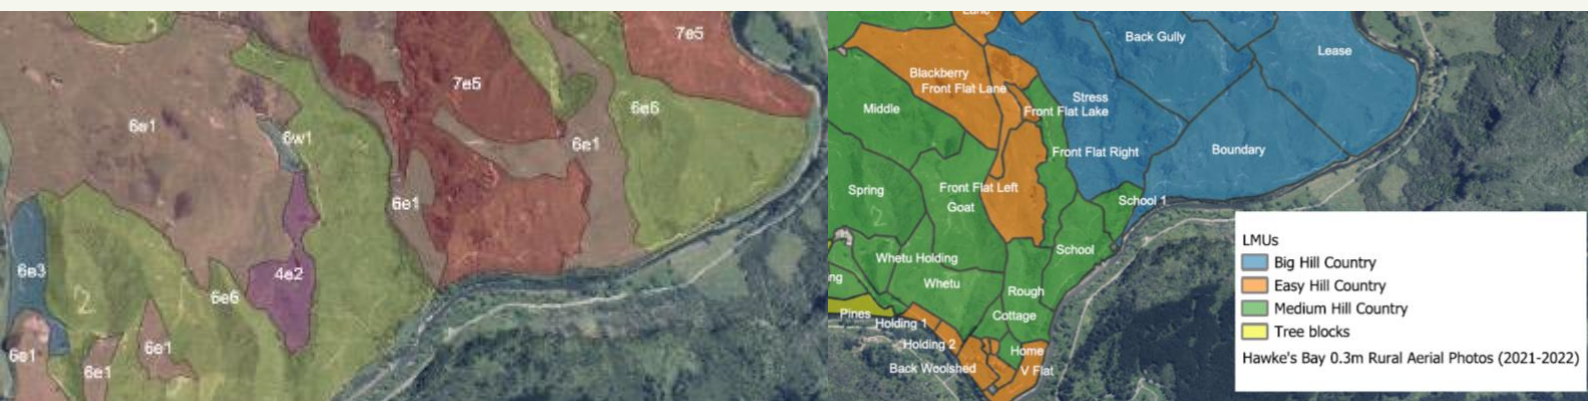 7e5
7e5
6e6
6e1
6w1
6e1
6e1
6e3
4e2
6e6
6e1
6e1
6e1
Lane
Back Gully
Lease
Blackberry
Front Flat Lane
Middle
Stress
Front Flat Lake
Front Flat Right
Boundary
Spring
Front Flat Left
Goat
School 1
School
Whetu Holding
ng
Whetu
Rough
Pines
Holding 1
Cottage
Holding 2
Home
Back Woolshed
V Flat
LMUs
Big Hill Country
Easy Hill Country
Medium Hill Country
Tree blocks
Hawke's Bay 0.3m Rural Aerial Photos (2021-2022)